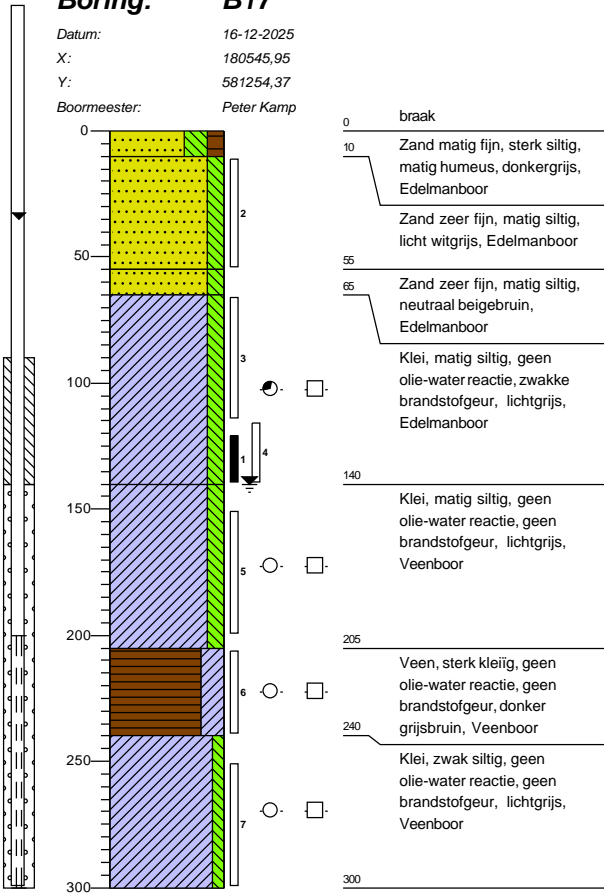 Boring: B17
Datum: 16-12-2025
X: 180545,95
Y: 581254,37
Boormeester: Peter Kamp
0
50
100
150
200
250
300
2
3
1
4
5
6
7
0 braak
10 Zand matig fijn, sterk siltig,
matig humeus, donkergrijs,
Edelmanboor
Zand zeer fijn, matig siltig,
licht witgrijs, Edelmanboor
55
Zand zeer fijn, matig siltig,
65 neutraal beigebruin,
Edelmanboor
Klei, matig siltig, geen
olie-water reactie, zwakke
brandstofgeur, lichtgrijs,
Edelmanboor
140
Klei, matig siltig, geen
olie-water reactie, geen
brandstofgeur, lichtgrijs,
Veenboor
205
Veen, sterk kleiïg, geen
olie-water reactie, geen
brandstofgeur, donker
240 grijsbruin, Veenboor
Klei, zwak siltig, geen
olie-water reactie, geen
brandstofgeur, lichtgrijs,
Veenboor
300